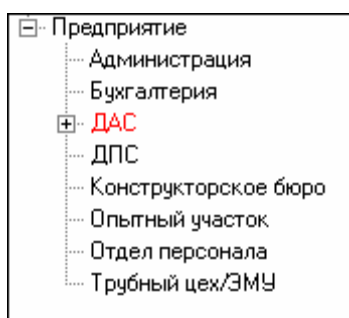 Предприятие
Администрация
Бухгалтерия
ДАС
ДПС
Конструкторское бюро
Опытный участок
Отдел персонала
Трубный цех/ЭМУ